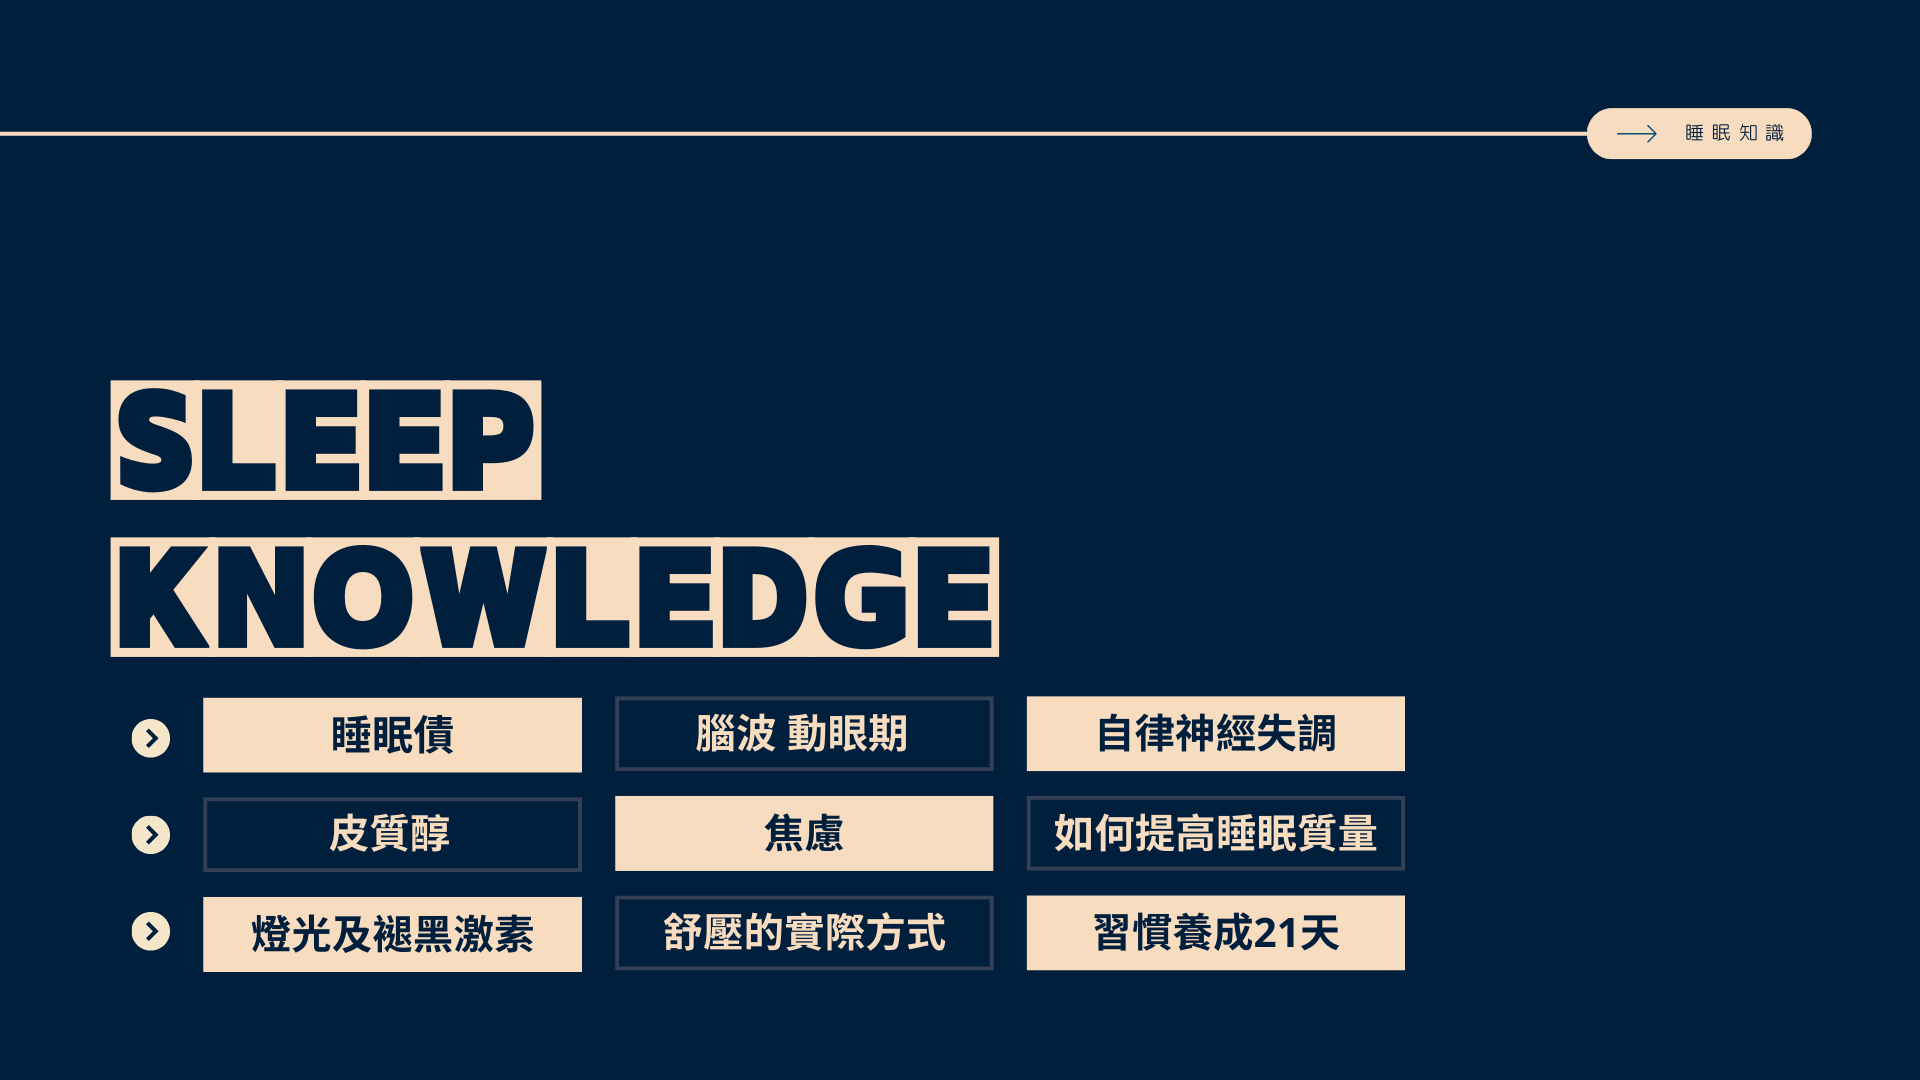 睡眠知識
SLEEP
KNOWLEDGE
睡眠債
腦波 動眼期
自律神經失調
皮質醇
焦慮
如何提高睡眠質量
燈光及褪黑激素
舒壓的實際方式
習慣養成21天